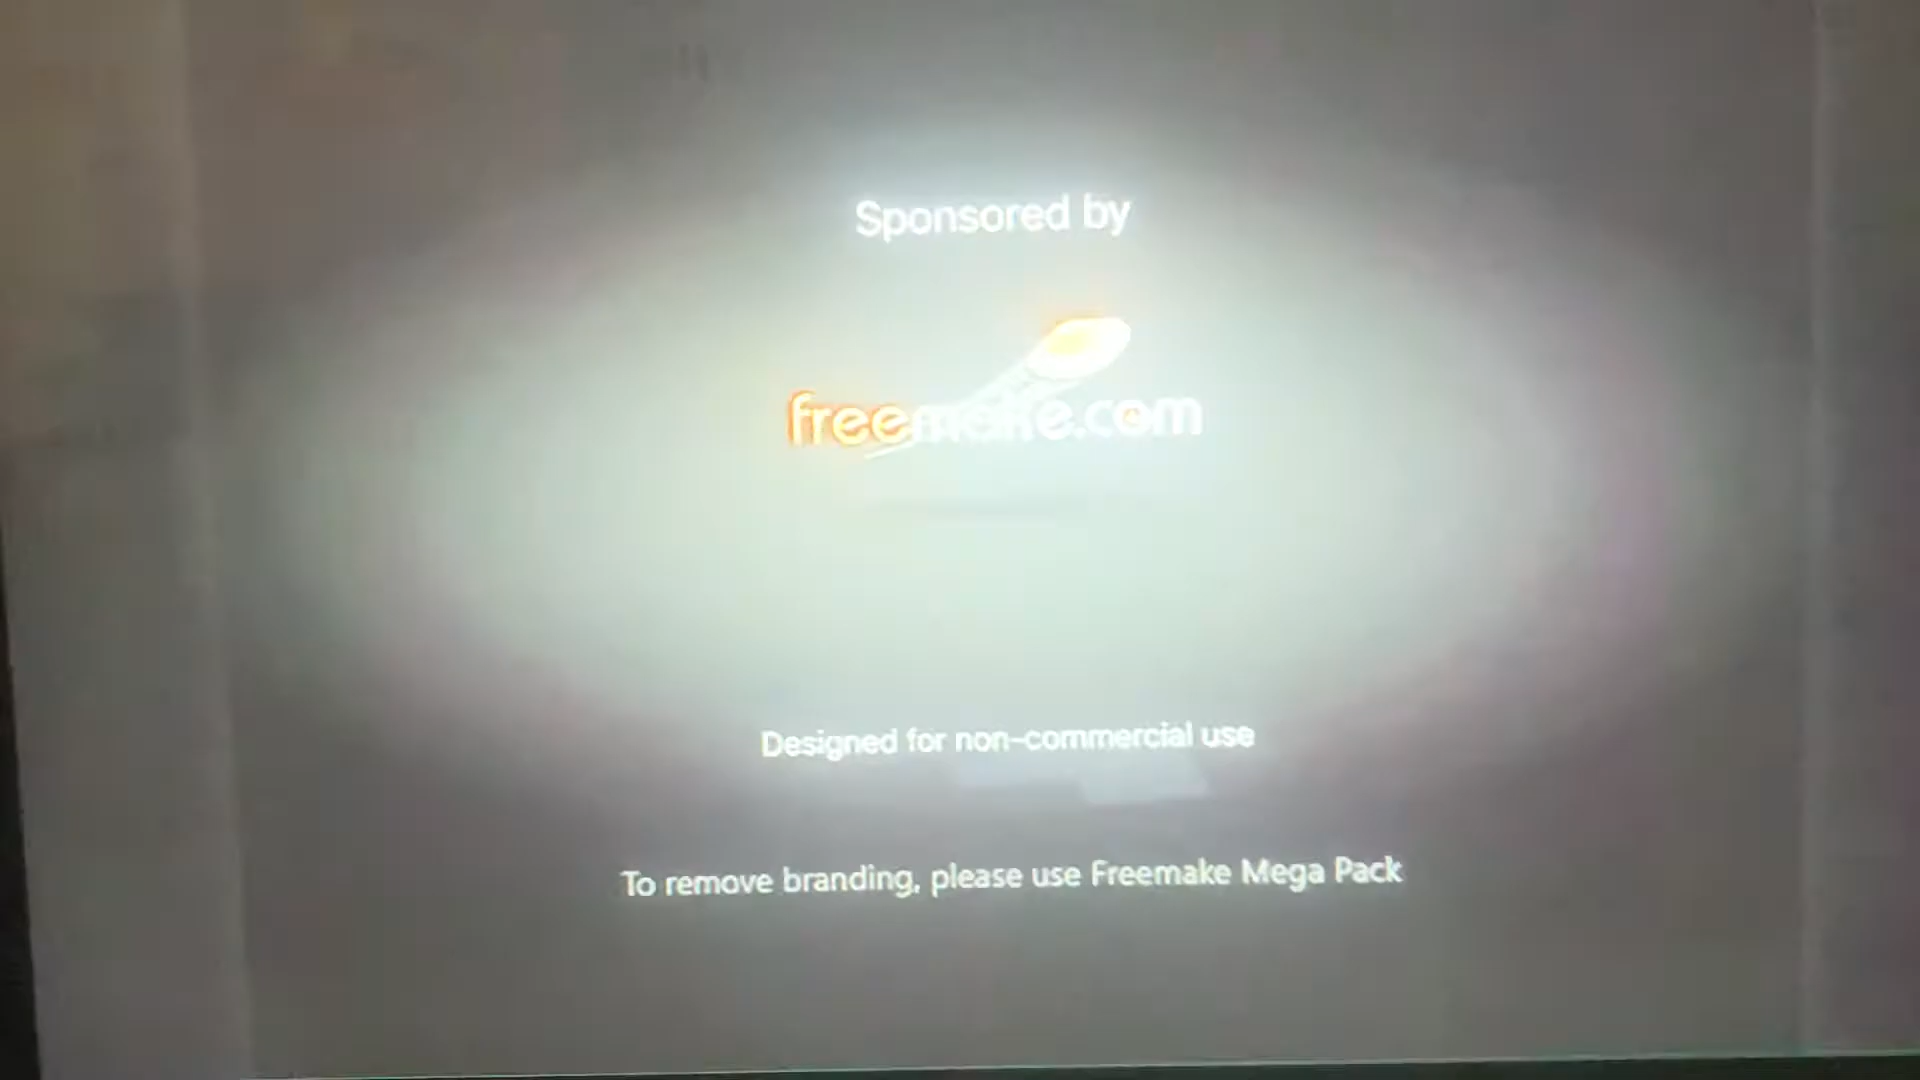 Sponsored by
freemake.com
Designed for non-commercial use
To remove branding, please use Freemake Mega Pack